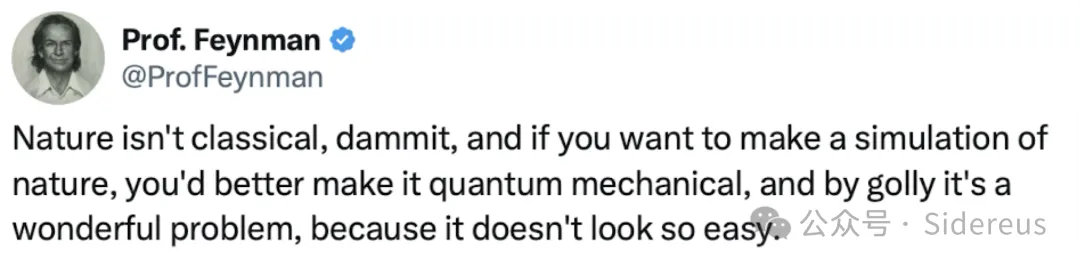 Prof. Feynman
@ProfFeynman
Nature isn't classical, dammit, and if you want to make a simulation of
nature, you'd better make it quantum mechanical, and by golly it's a
wonderful problem, because it doesn't look so easy.
公众号 · Sidereus